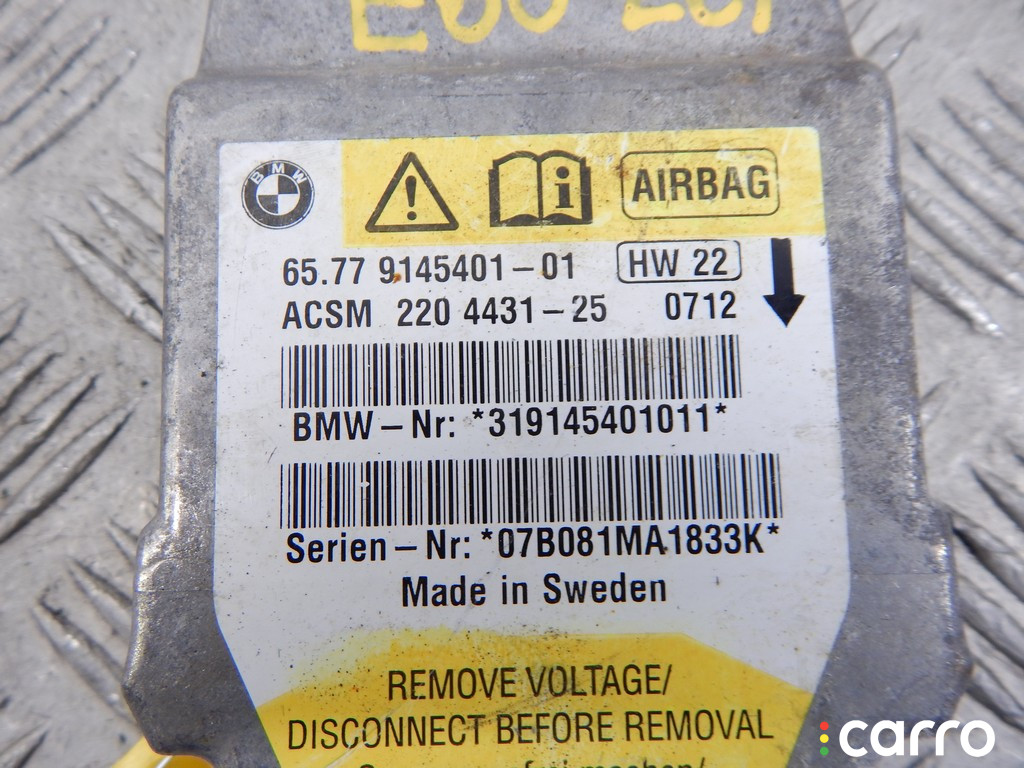 BMW
AIRBAG
65.77 9145401-01 HW 22
ACSM 220 4431-25 0712
BMW-Nr: *319145401011*
Serien-Nr: *07B081MA1833K*
Made in Sweden
REMOVE VOLTAGE/
DISCONNECT BEFORE REMOVAL
carro